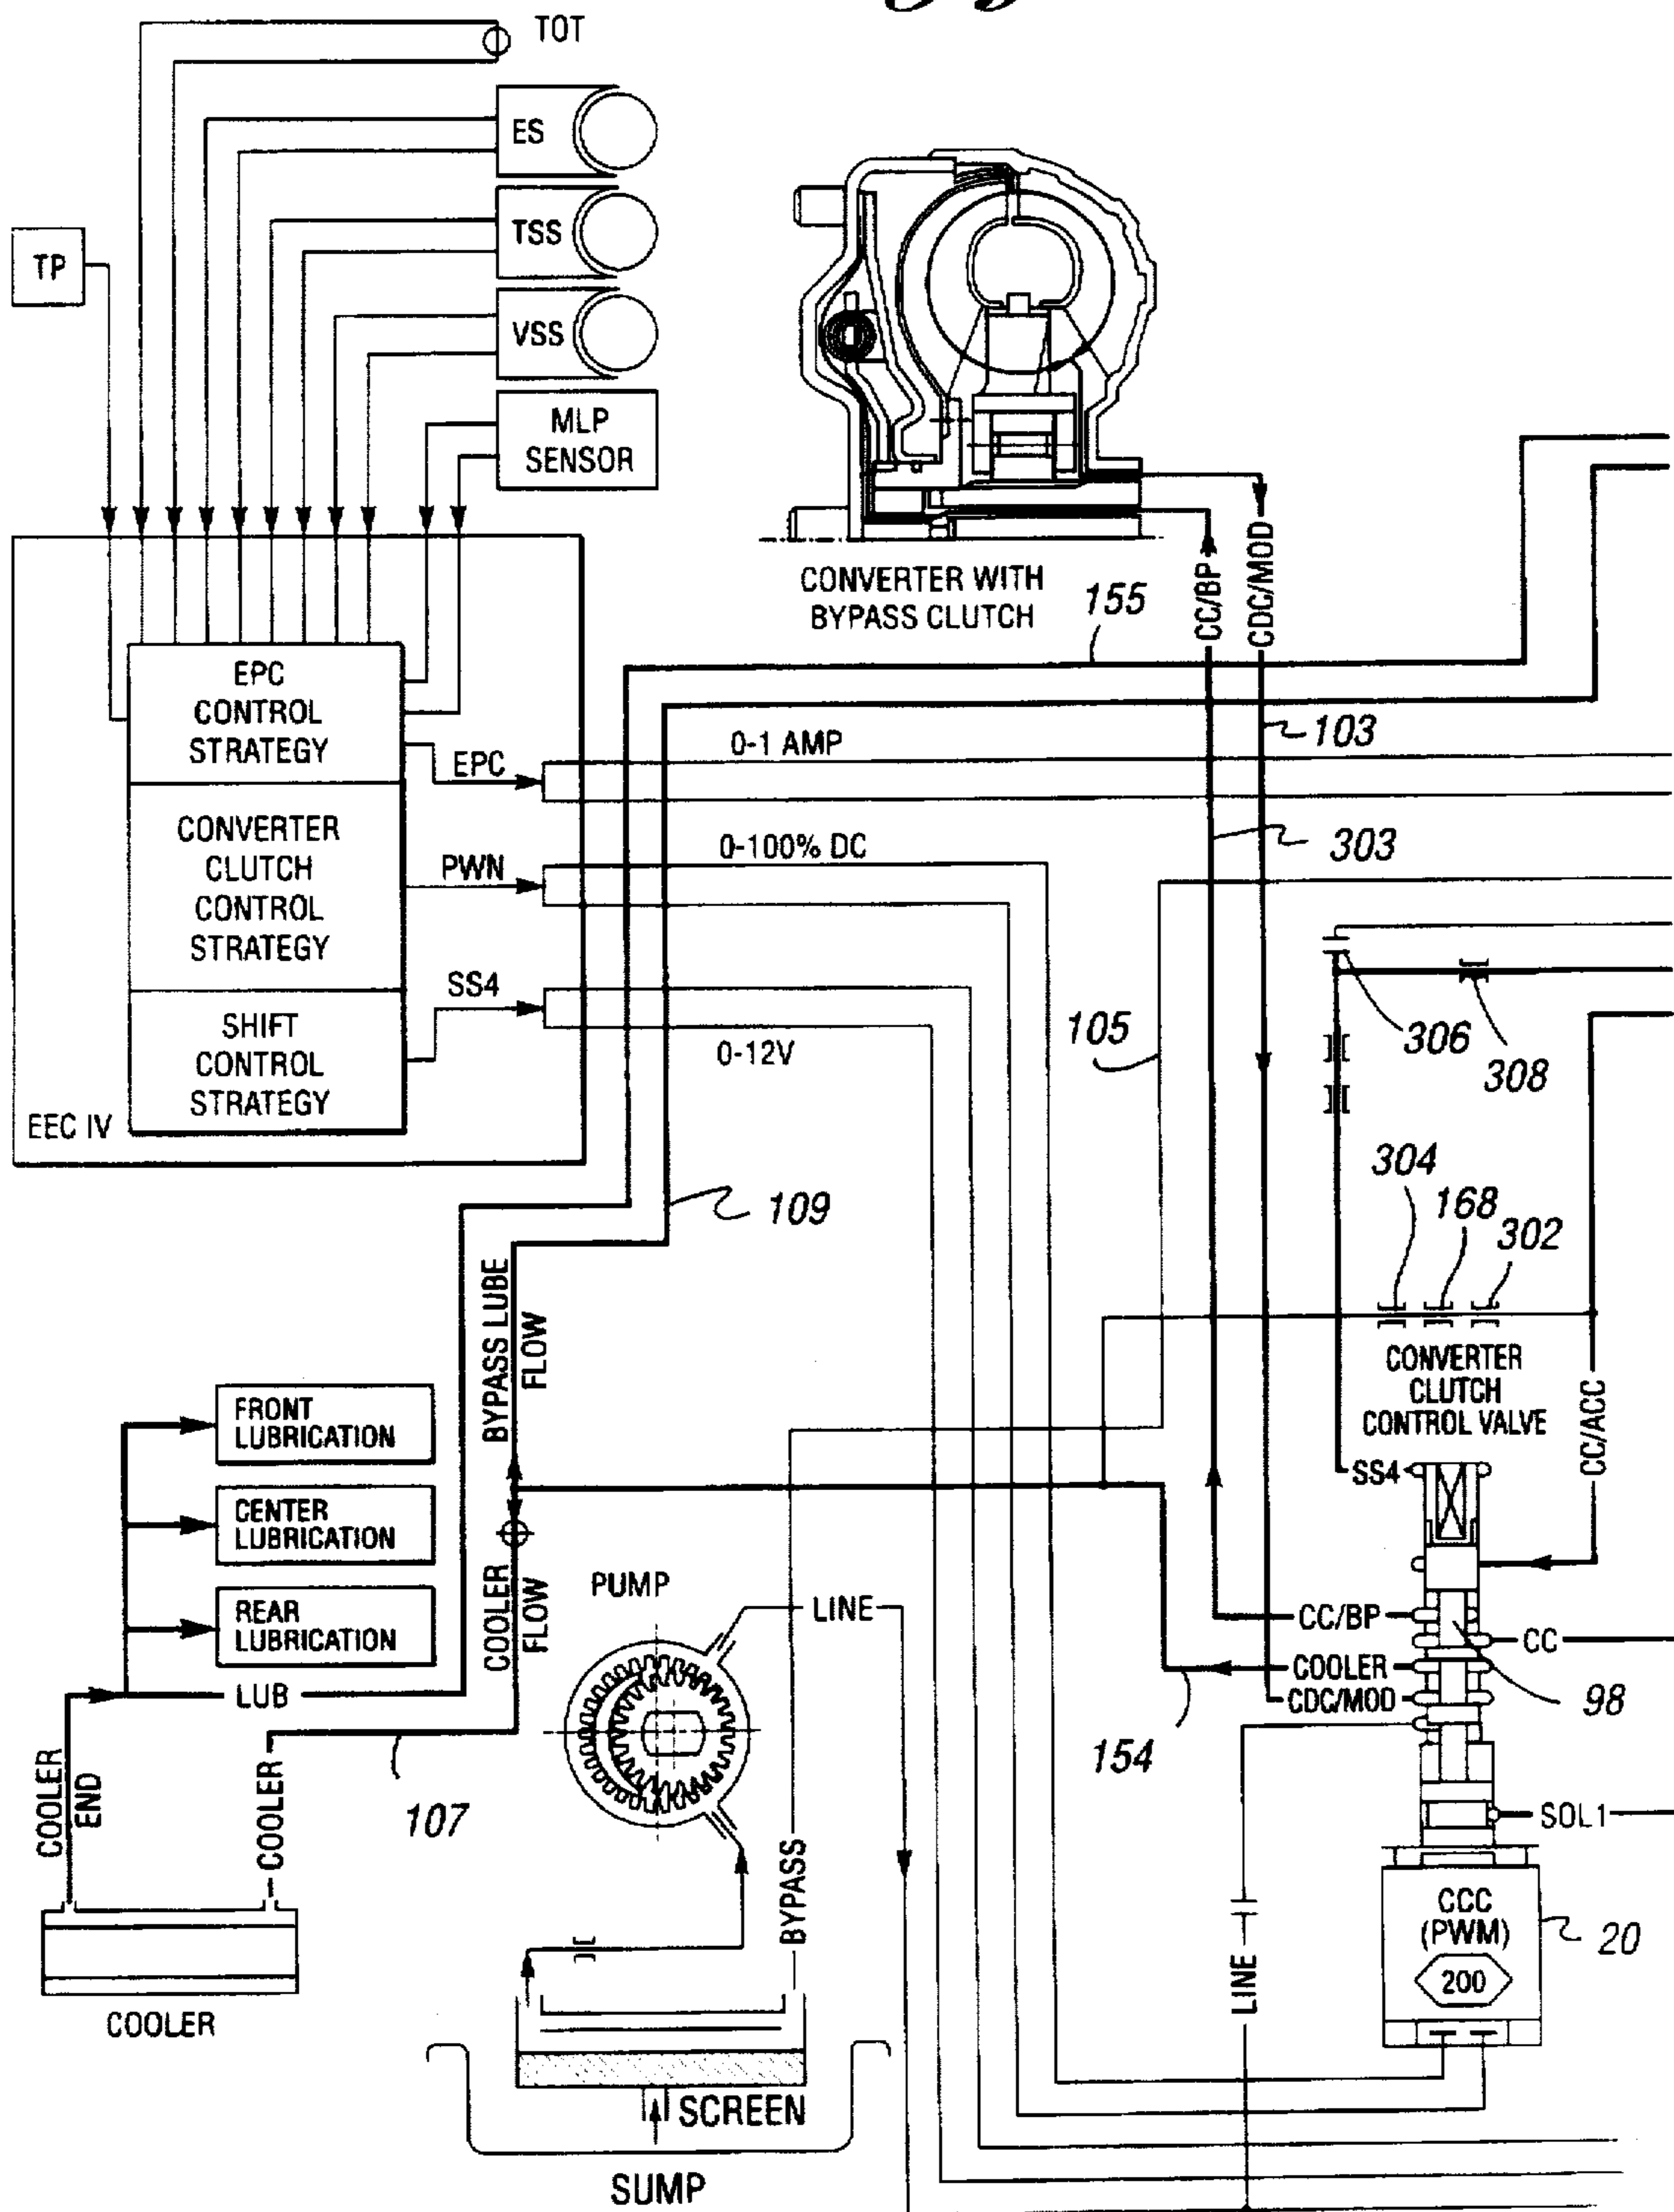 TOT
ES
TSS
TP
VSS
MLP
SENSOR
CONVERTER WITH
BYPASS CLUTCH
155
CC/BP
CDC/MOD
EPC
CONTROL
STRATEGY
103
0-1 AMP
EPC
CONVERTER
CLUTCH
CONTROL
STRATEGY
0-100% DC
PWN
303
SS4
SHIFT
CONTROL
STRATEGY
0-12V
105
306
308
EEC IV
304
168
302
109
BYPASS LUBE
FLOW
CONVERTER
CLUTCH
CONTROL VALVE
CC/ACC
FRONT
LUBRICATION
SS4
CENTER
LUBRICATION
COOLER
FLOW
PUMP
LINE
REAR
LUBRICATION
CC/BP
CC
COOLER
LUB
CDC/MOD
98
154
COOLER
END
COOLER
107
SOL1
BYPASS
CCC
(PWM)
200
20
LINE
COOLER
SCREEN
SUMP